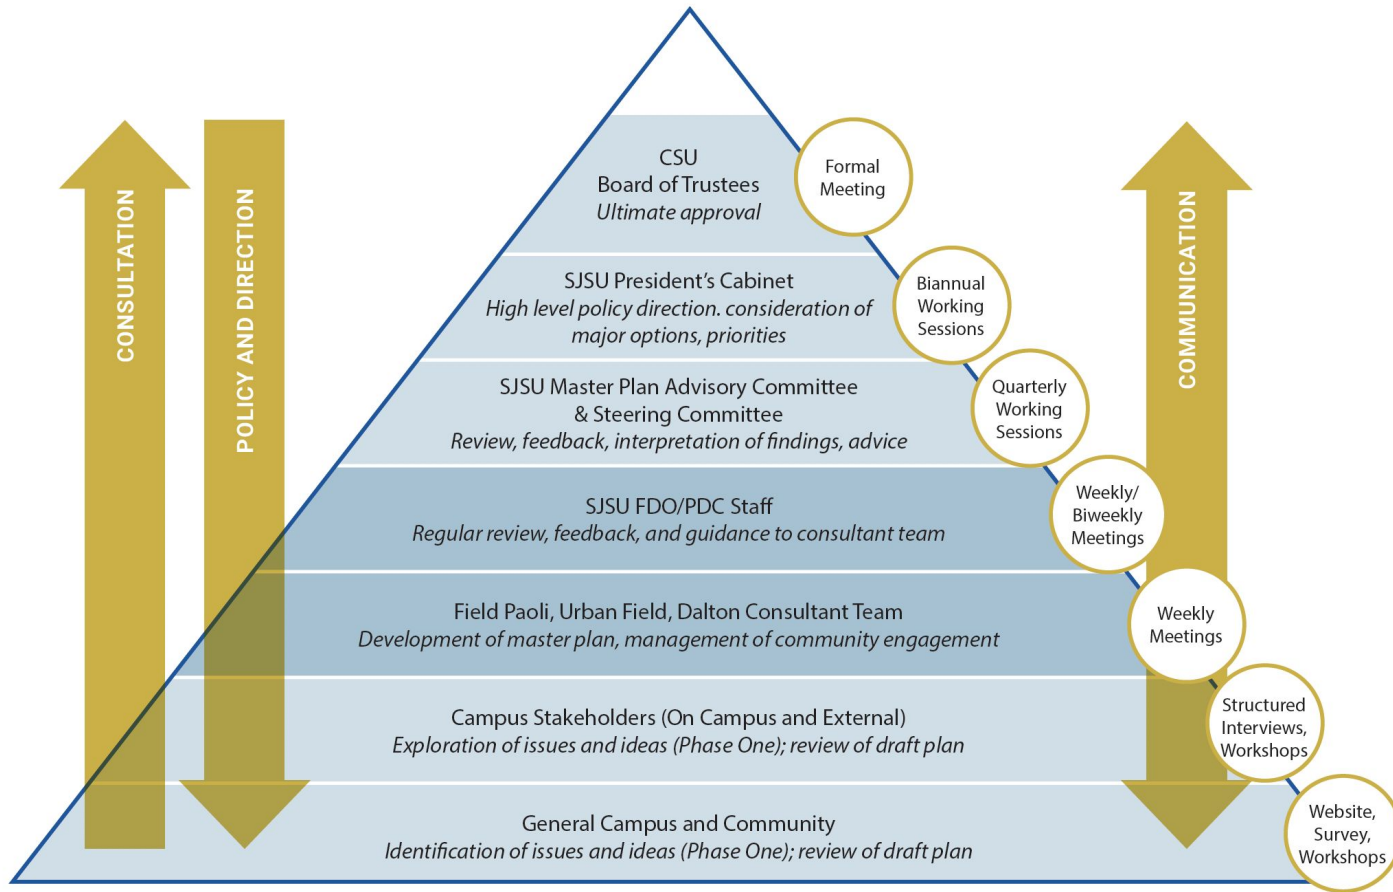 CONSULTATION
POLICY AND DIRECTION
COMMUNICATION
CSU
Board of Trustees
Ultimate approval
Formal
Meeting
SJSU President’s Cabinet
High level policy direction. consideration of
major options, priorities
Biannual
Working
Sessions
SJSU Master Plan Advisory Committee
& Steering Committee
Review, feedback, interpretation of findings, advice
Quarterly
Working
Sessions
SJSU FDO/PDC Staff
Regular review, feedback, and guidance to consultant team
Weekly/
Biweekly
Meetings
Field Paoli, Urban Field, Dalton Consultant Team
Development of master plan, management of community engagement
Weekly
Meetings
Campus Stakeholders (On Campus and External)
Exploration of issues and ideas (Phase One); review of draft plan
Structured
Interviews,
Workshops
General Campus and Community
Identification of issues and ideas (Phase One); review of draft plan
Website,
Survey,
Workshops